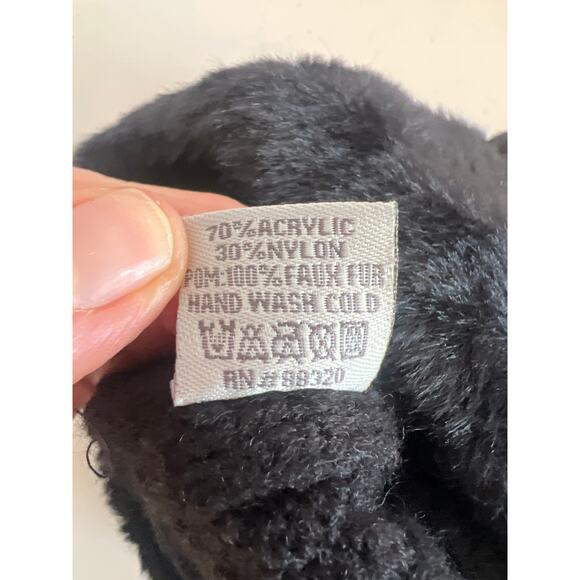 70%ACRYLIC
30%NYLON
POM:100%FAUX FUR
HAND WASH COLD
RN#88320